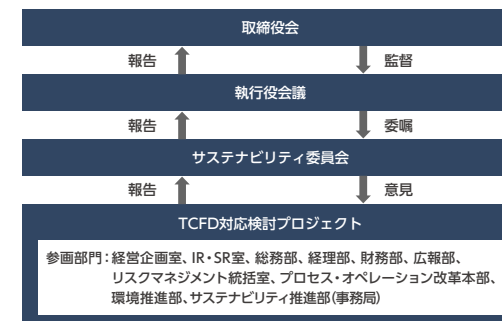 取締役会
報告 監督
執行役会議
報告 委嘱
サステナビリティ委員会
報告 意見
TCFD対応検討プロジェクト
参画部門：経営企画室、IR・SR室、総務部、経理部、財務部、広報部、
リスクマネジメント統括室、プロセス・オペレーション改革本部、
環境推進部、サステナビリティ推進部(事務局)